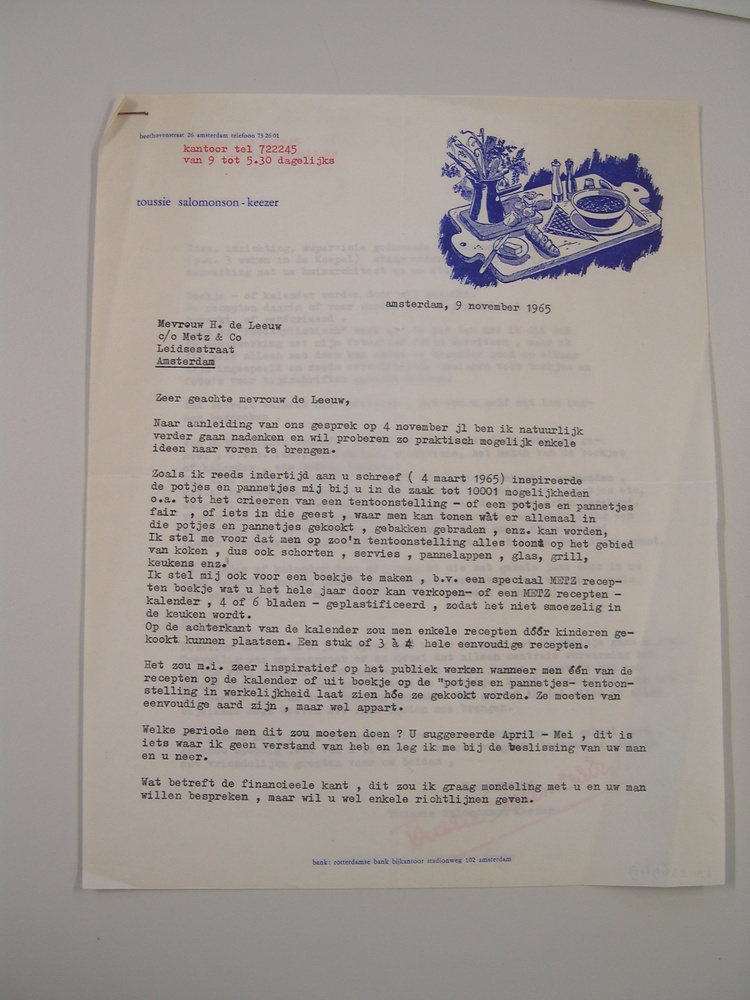 beethovenstraat 26 amsterdam telefoon 73 26 01
kantoor tel 722245
van 9 tot 5.30 dagelijks
roussie salomonson-keezer
amsterdam, 9 november 1965
Mevrouw H. de Leeuw
c/o Metz & Co
Leidsestraat
Amsterdam
Zeer geachte mevrouw de Leeuw,
Naar aanleiding van ons gesprek op 4 november jl ben ik natuurlijk
verder gaan nadenken en wil proberen zo praktisch mogelijk enkele
ideen naar voren te brengen.
Zoals ik reeds indertijd aan u schreef ( 4 maart 1965) inspireerde
de potjes en pannetjes mij bij u in de zaak tot 10001 mogelijkheden
o.a. tot het crieeren van een tentoonstelling - of een potjes en pannetjes
fair , of iets in die geest , waar men kan tonen wàt er allemaal in
die potjes en pannetjes gekookt , gebakken gebraden , enz. kan worden,
Ik stel me voor dat men op zoo'n tentoonstelling alles toont op het gebied
van koken , dus ook schorten , servies , pannelappen , glas, grill,
keukens enz.
Ik stel mij ook voor een boekje te maken , b.v. een speciaal METZ recep-
ten boekje wat u het hele jaar door kan verkopen- of een METZ recepten -
kalender , 4 of 6 bladen - geplastificeerd , zodat het niet smoezelig in
de keuken wordt.
Op de achterkant van de kalender zou men enkele recepten dóór kinderen ge-
kookt kunnen plaatsen. Een stuk of 3 à 4 hele eenvoudige recepten.
Het zou m.i. zeer inspiratief op het publiek werken wanneer men één van de
recepten op de kalender of uit boekje op de "potjes en pannetjes- tentoon-
stelling in werkelijkheid laat zien hóe ze gekookt worden. Ze moeten van
eenvoudige aard zijn , maar wel appart.
Welke periode men dit zou moeten doen ? U suggereerde April - Mei , dit is
iets waar ik geen verstand van heb en leg ik me bij de beslissing van uw man
en u neer.
Wat betreft de financieele kant , dit zou ik graag mondeling met u en uw man
willen bespreken , maar wil u wel enkele richtlijnen geven.
bank: rotterdamse bank bijkantoor stadionweg 102 amsterdam